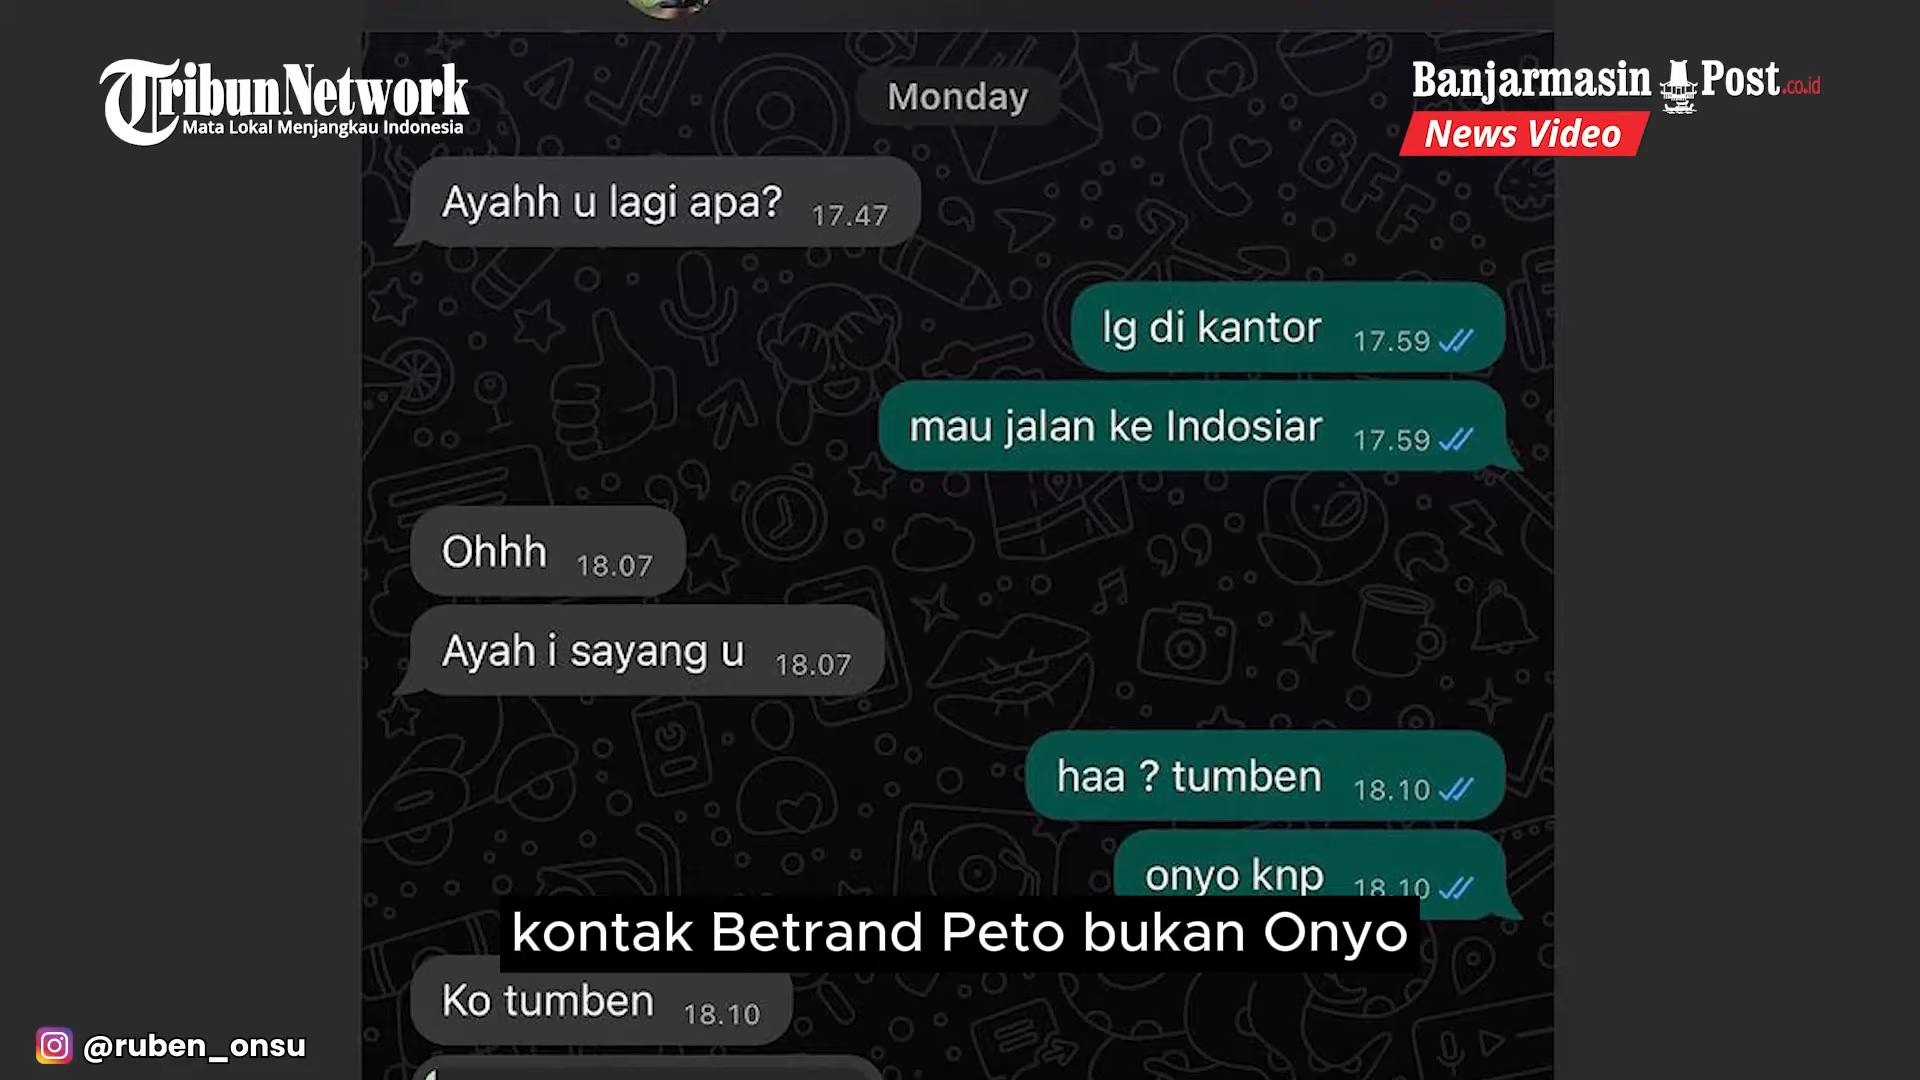 TribunNetwork
Mata Lokal Menjangkau Indonesia
Banjarmasin Post.co.id
News Video
Monday
Ayahh u lagi apa? 17.47
lg di kantor 17.59
mau jalan ke Indosiar 17.59
Ohhh 18.07
Ayah i sayang u 18.07
haa ? tumben 18.10
onyo knp 18.10
kontak Betrand Peto bukan Onyo
Ko tumben 18.10
@ruben_onsu